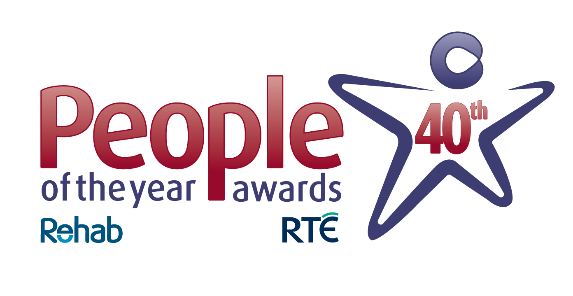 People
of the year awards
Rehab
RTÉ
40th